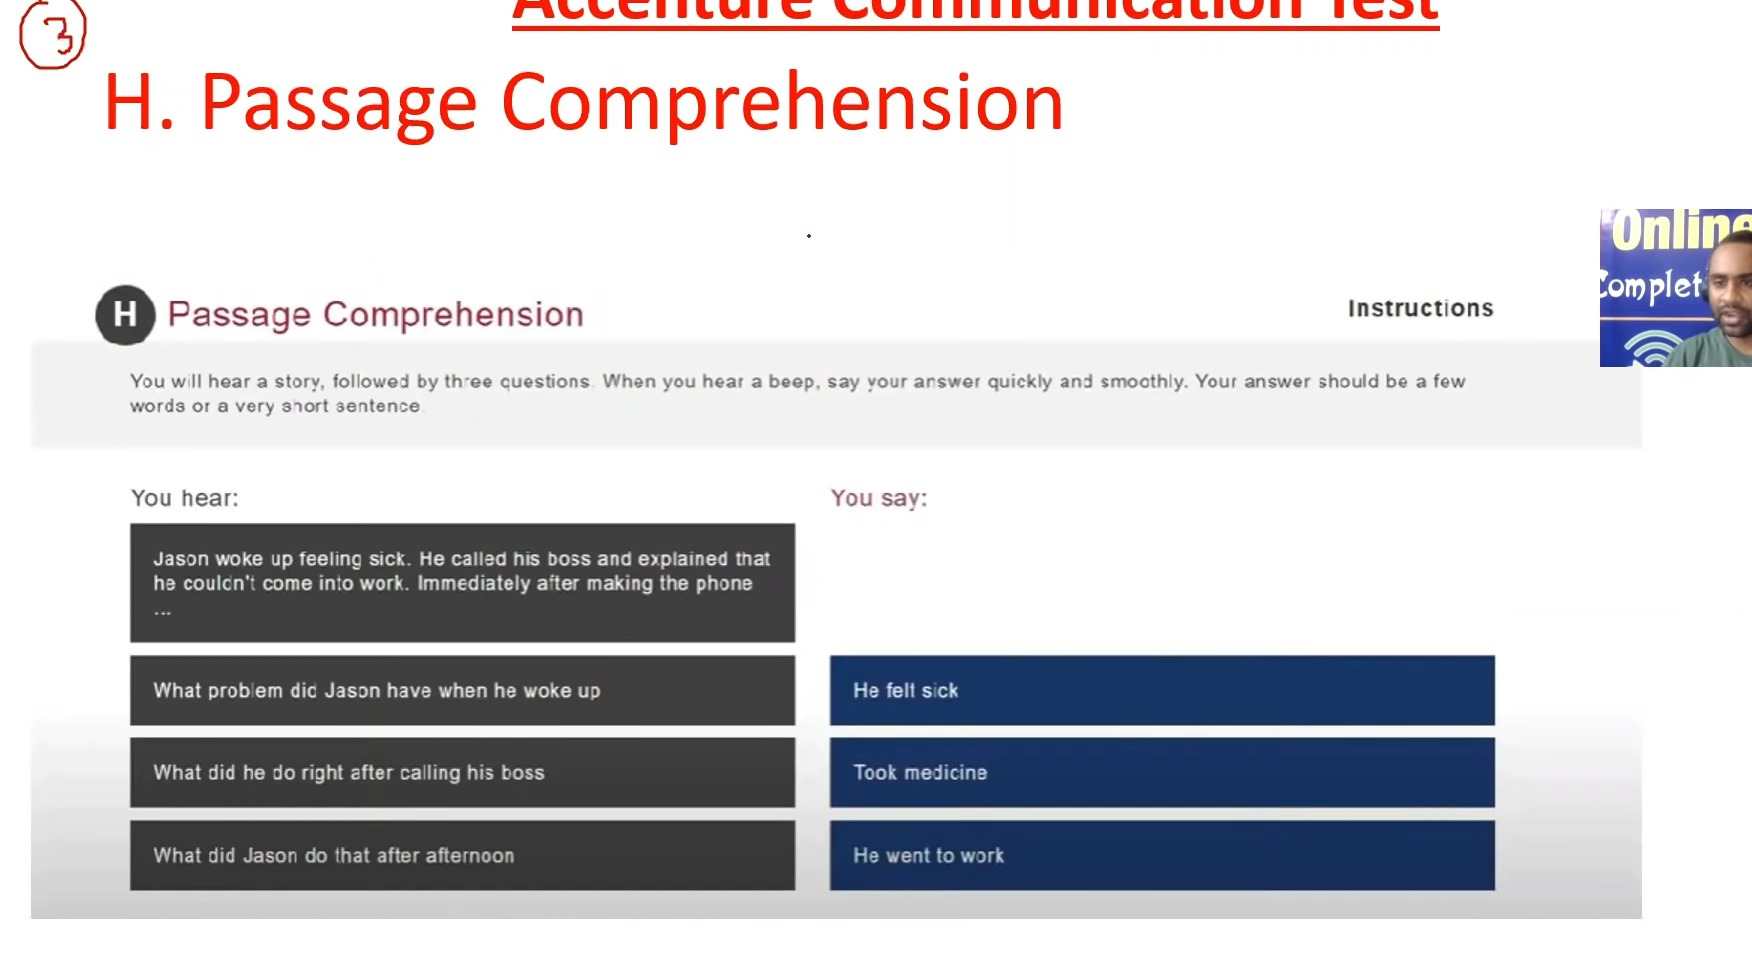 3
Accenture Communication Test
H. Passage Comprehension
Online
Complet
H Passage Comprehension
Instructions
You will hear a story, followed by three questions. When you hear a beep, say your answer quickly and smoothly. Your answer should be a few
words or a very short sentence.
You hear:
You say:
Jason woke up feeling sick. He called his boss and explained that
he couldn't come into work. Immediately after making the phone
...
What problem did Jason have when he woke up
He felt sick
What did he do right after calling his boss
Took medicine
What did Jason do that after afternoon
He went to work